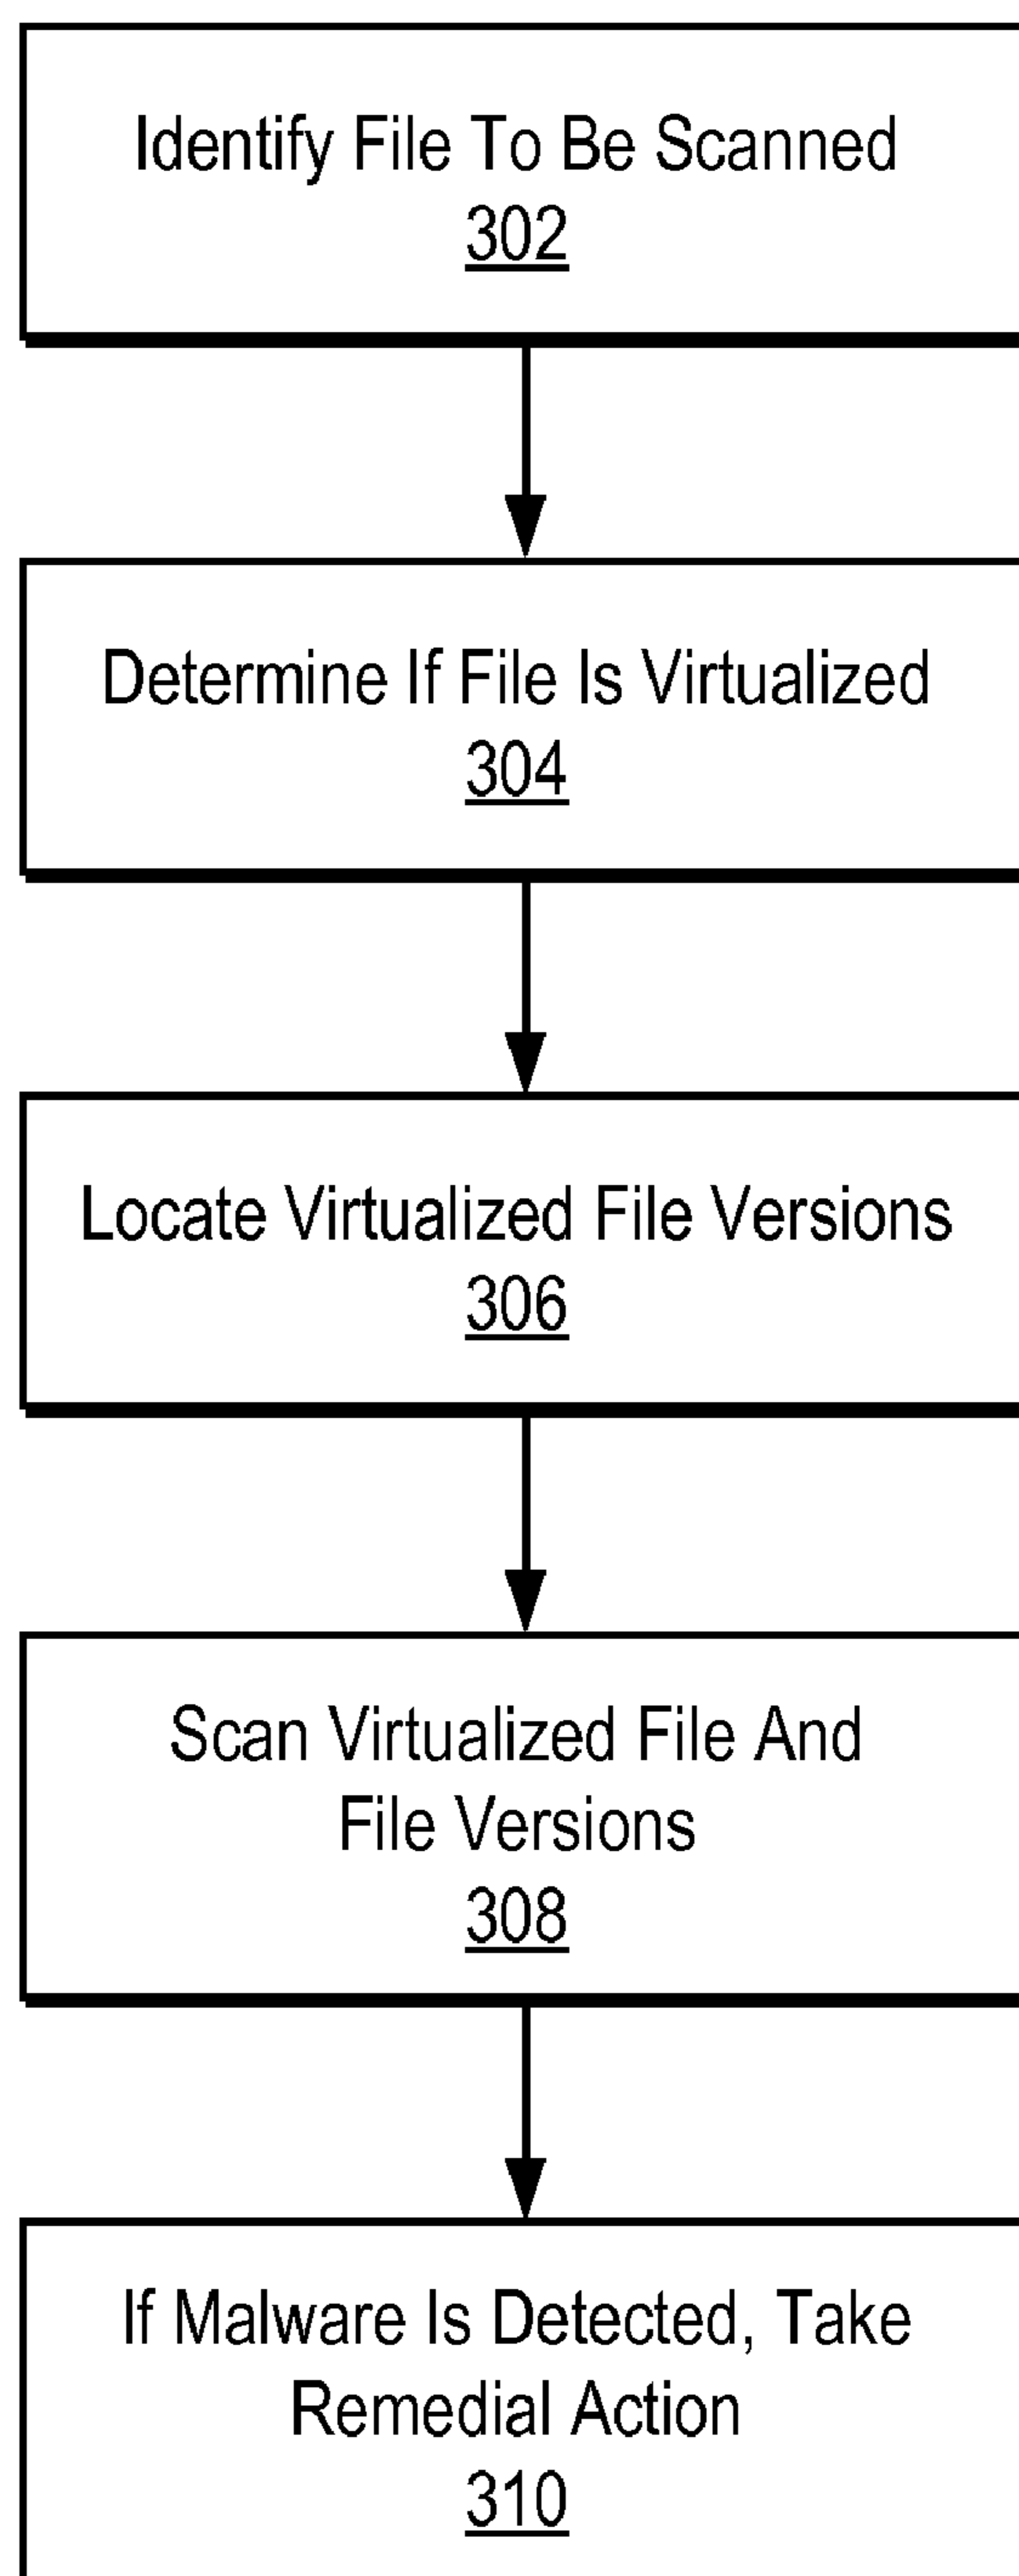 Identify File To Be Scanned
302
Determine If File Is Virtualized
304
Locate Virtualized File Versions
306
Scan Virtualized File And
File Versions
308
If Malware Is Detected, Take
Remedial Action
310